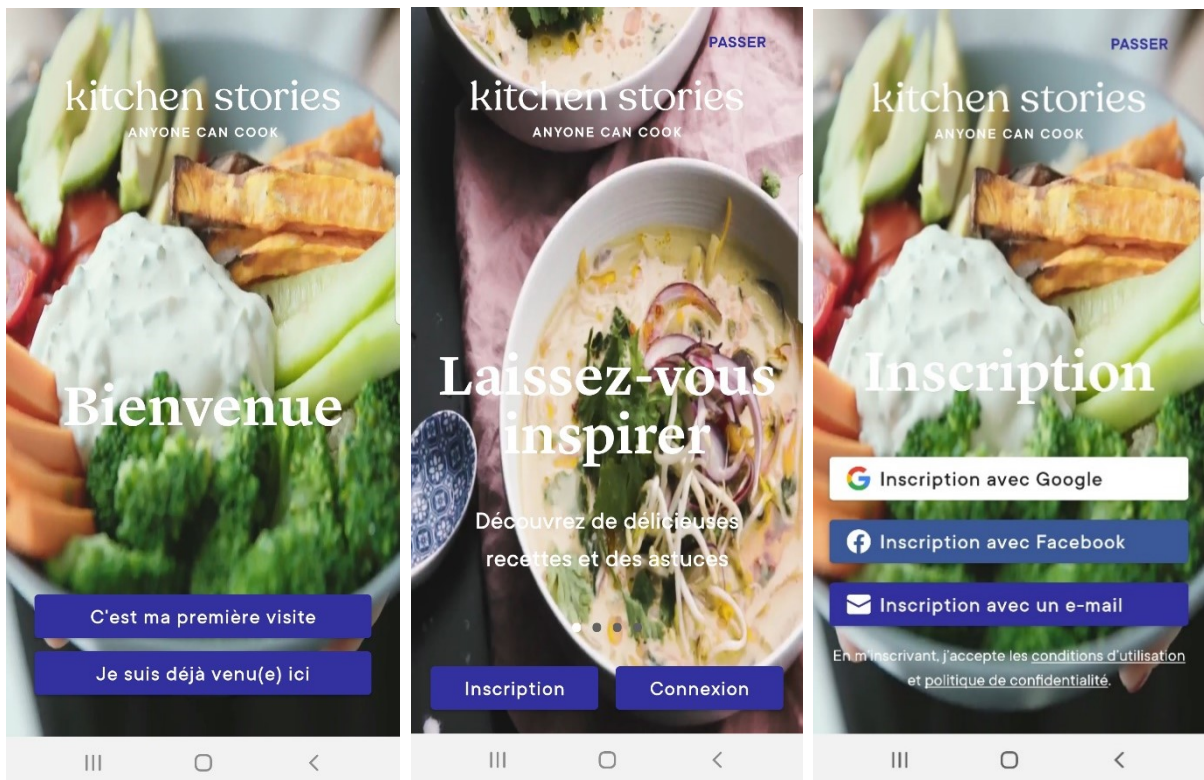 kitchen stories
ANYONE CAN COOK
Bienvenue
C'est ma première visite
Je suis déjà venu(e) ici
PASSER
kitchen stories
ANYONE CAN COOK
Laissez-vous
inspirer
Découvrez de délicieuses
recettes et des astuces
Inscription
Connexion
PASSER
kitchen stories
ANYONE CAN COOK
Inscription
Inscription avec Google
Inscription avec Facebook
Inscription avec un e-mail
En m'inscrivant, j'accepte les conditions d'utilisation
et politique de confidentialité.